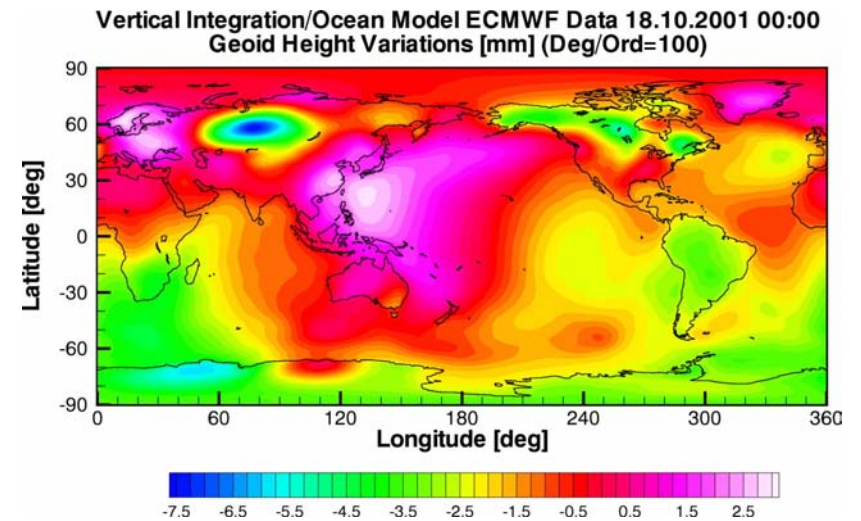 Vertical Integration/Ocean Model ECMWF Data 18.10.2001 00:00
Geoid Height Variations [mm] (Deg/Ord=100)
90
60
30
0
-30
-60
-90
Latitude [deg]
0 60 120 180 240 300 360
Longitude [deg]
-7.5 -6.5 -5.5 -4.5 -3.5 -2.5 -1.5 -0.5 0.5 1.5 2.5